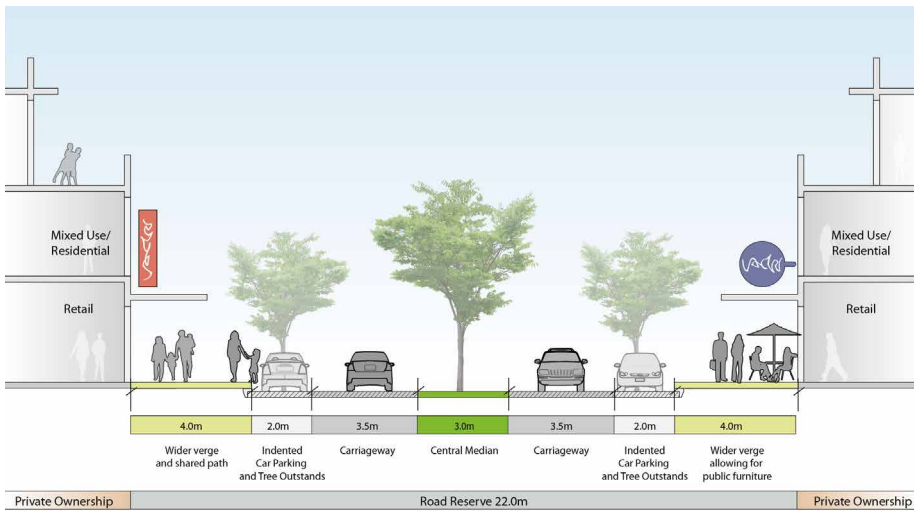 Mixed Use/
Residential
Retail
Mixed Use/
Residential
Retail
4.0m
2.0m
3.5m
3.0m
3.5m
2.0m
4.0m
Wider verge
and shared path
Indented
Car Parking
and Tree Outstands
Carriageway
Central Median
Carriageway
Indented
Car Parking
and Tree Outstands
Wider verge
allowing for
public furniture
Private Ownership
Road Reserve 22.0m
Private Ownership